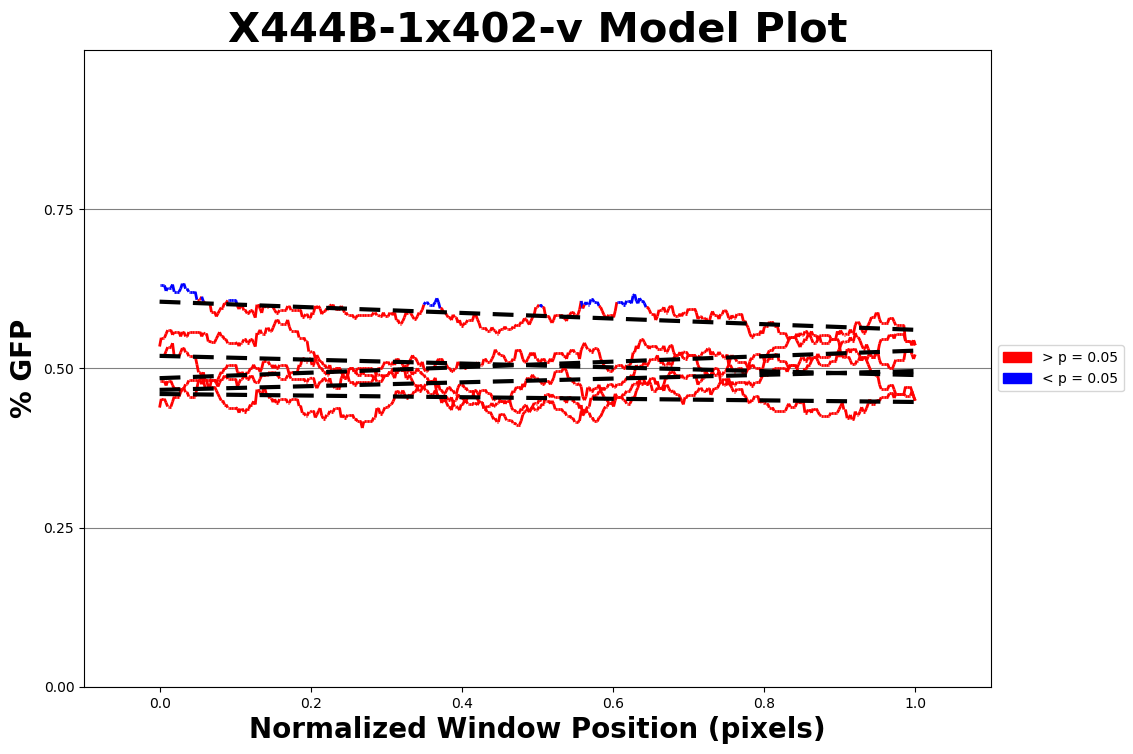 X444B-1x402-v Model Plot
% GFP
0.75
0.50
0.25
0.00
0.0 0.2 0.4 0.6 0.8 1.0
Normalized Window Position (pixels)
> p = 0.05
< p = 0.05